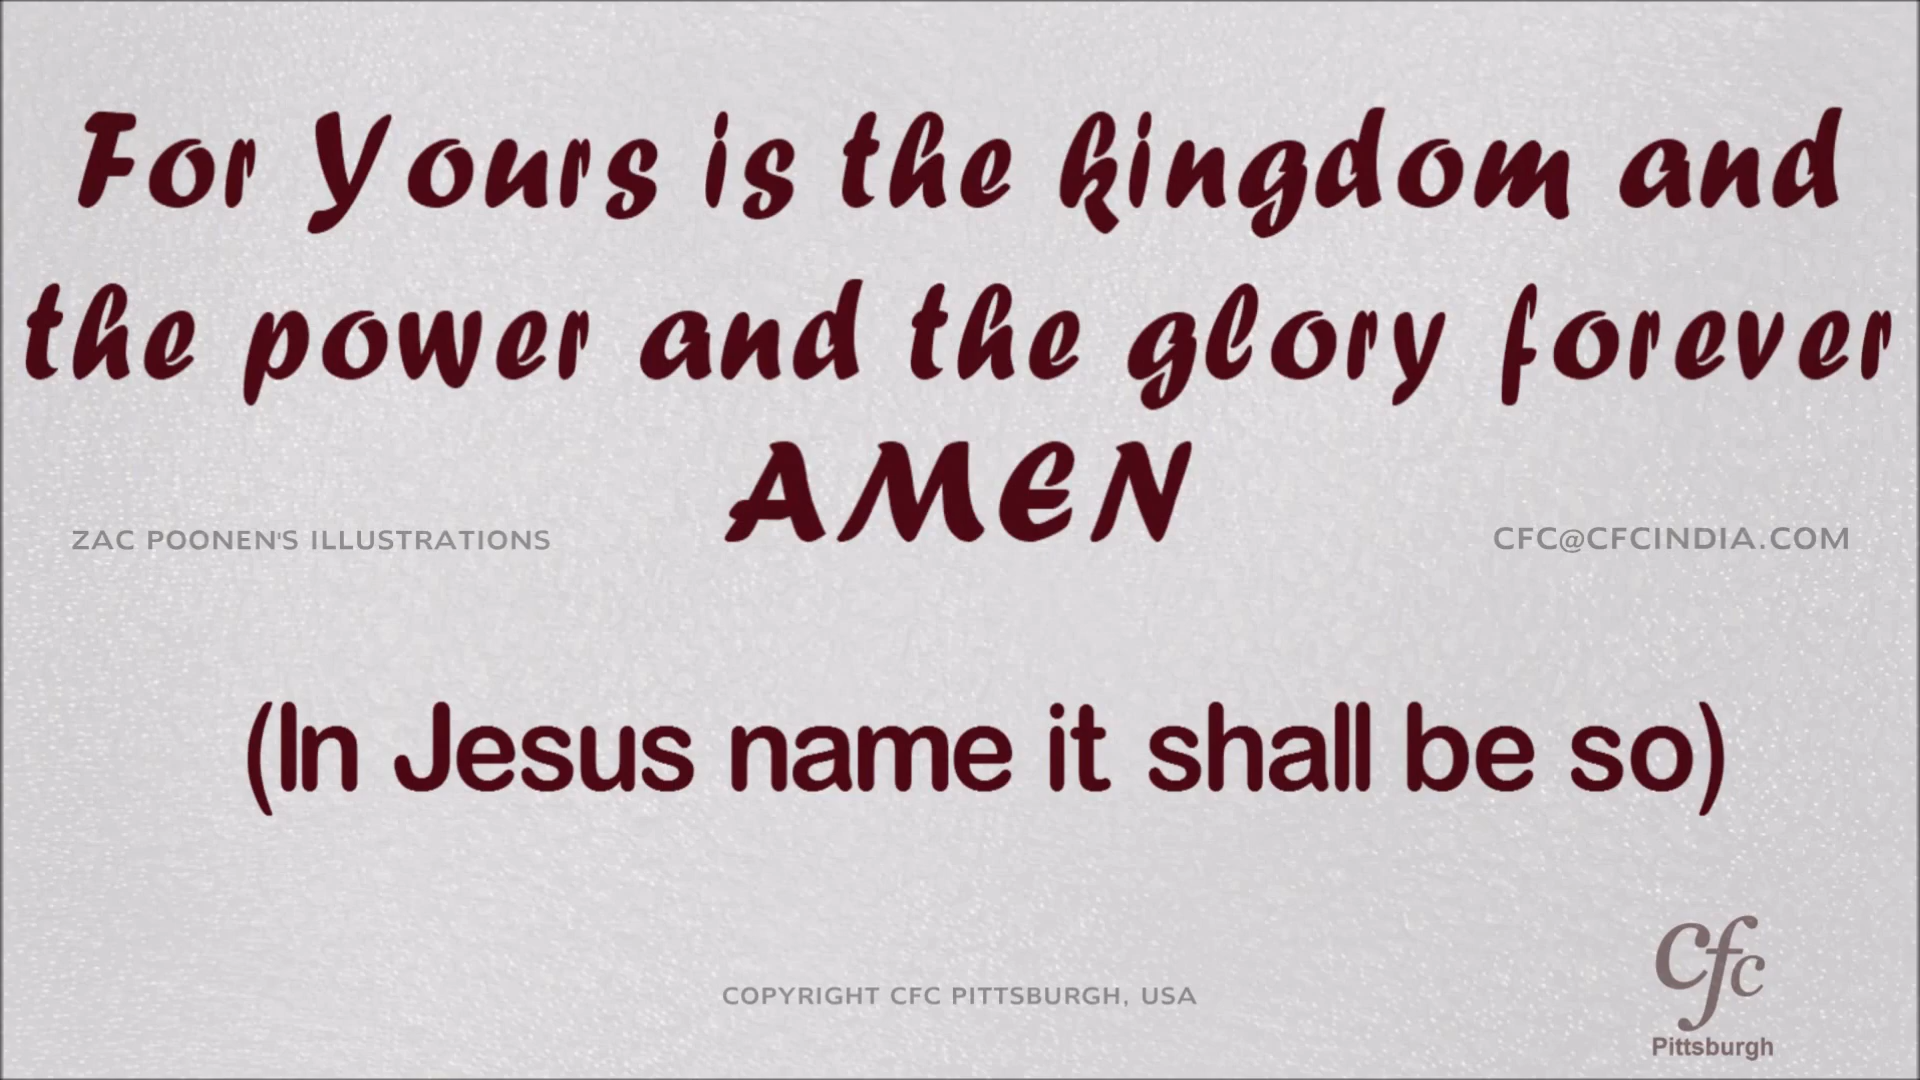 For Yours is the kingdom and
the power and the glory forever
AMEN
ZAC POONEN'S ILLUSTRATIONS
CFC@CFCINDIA.COM
(In Jesus name it shall be so)
COPYRIGHT CFC PITTSBURGH, USA
cfc
Pittsburgh